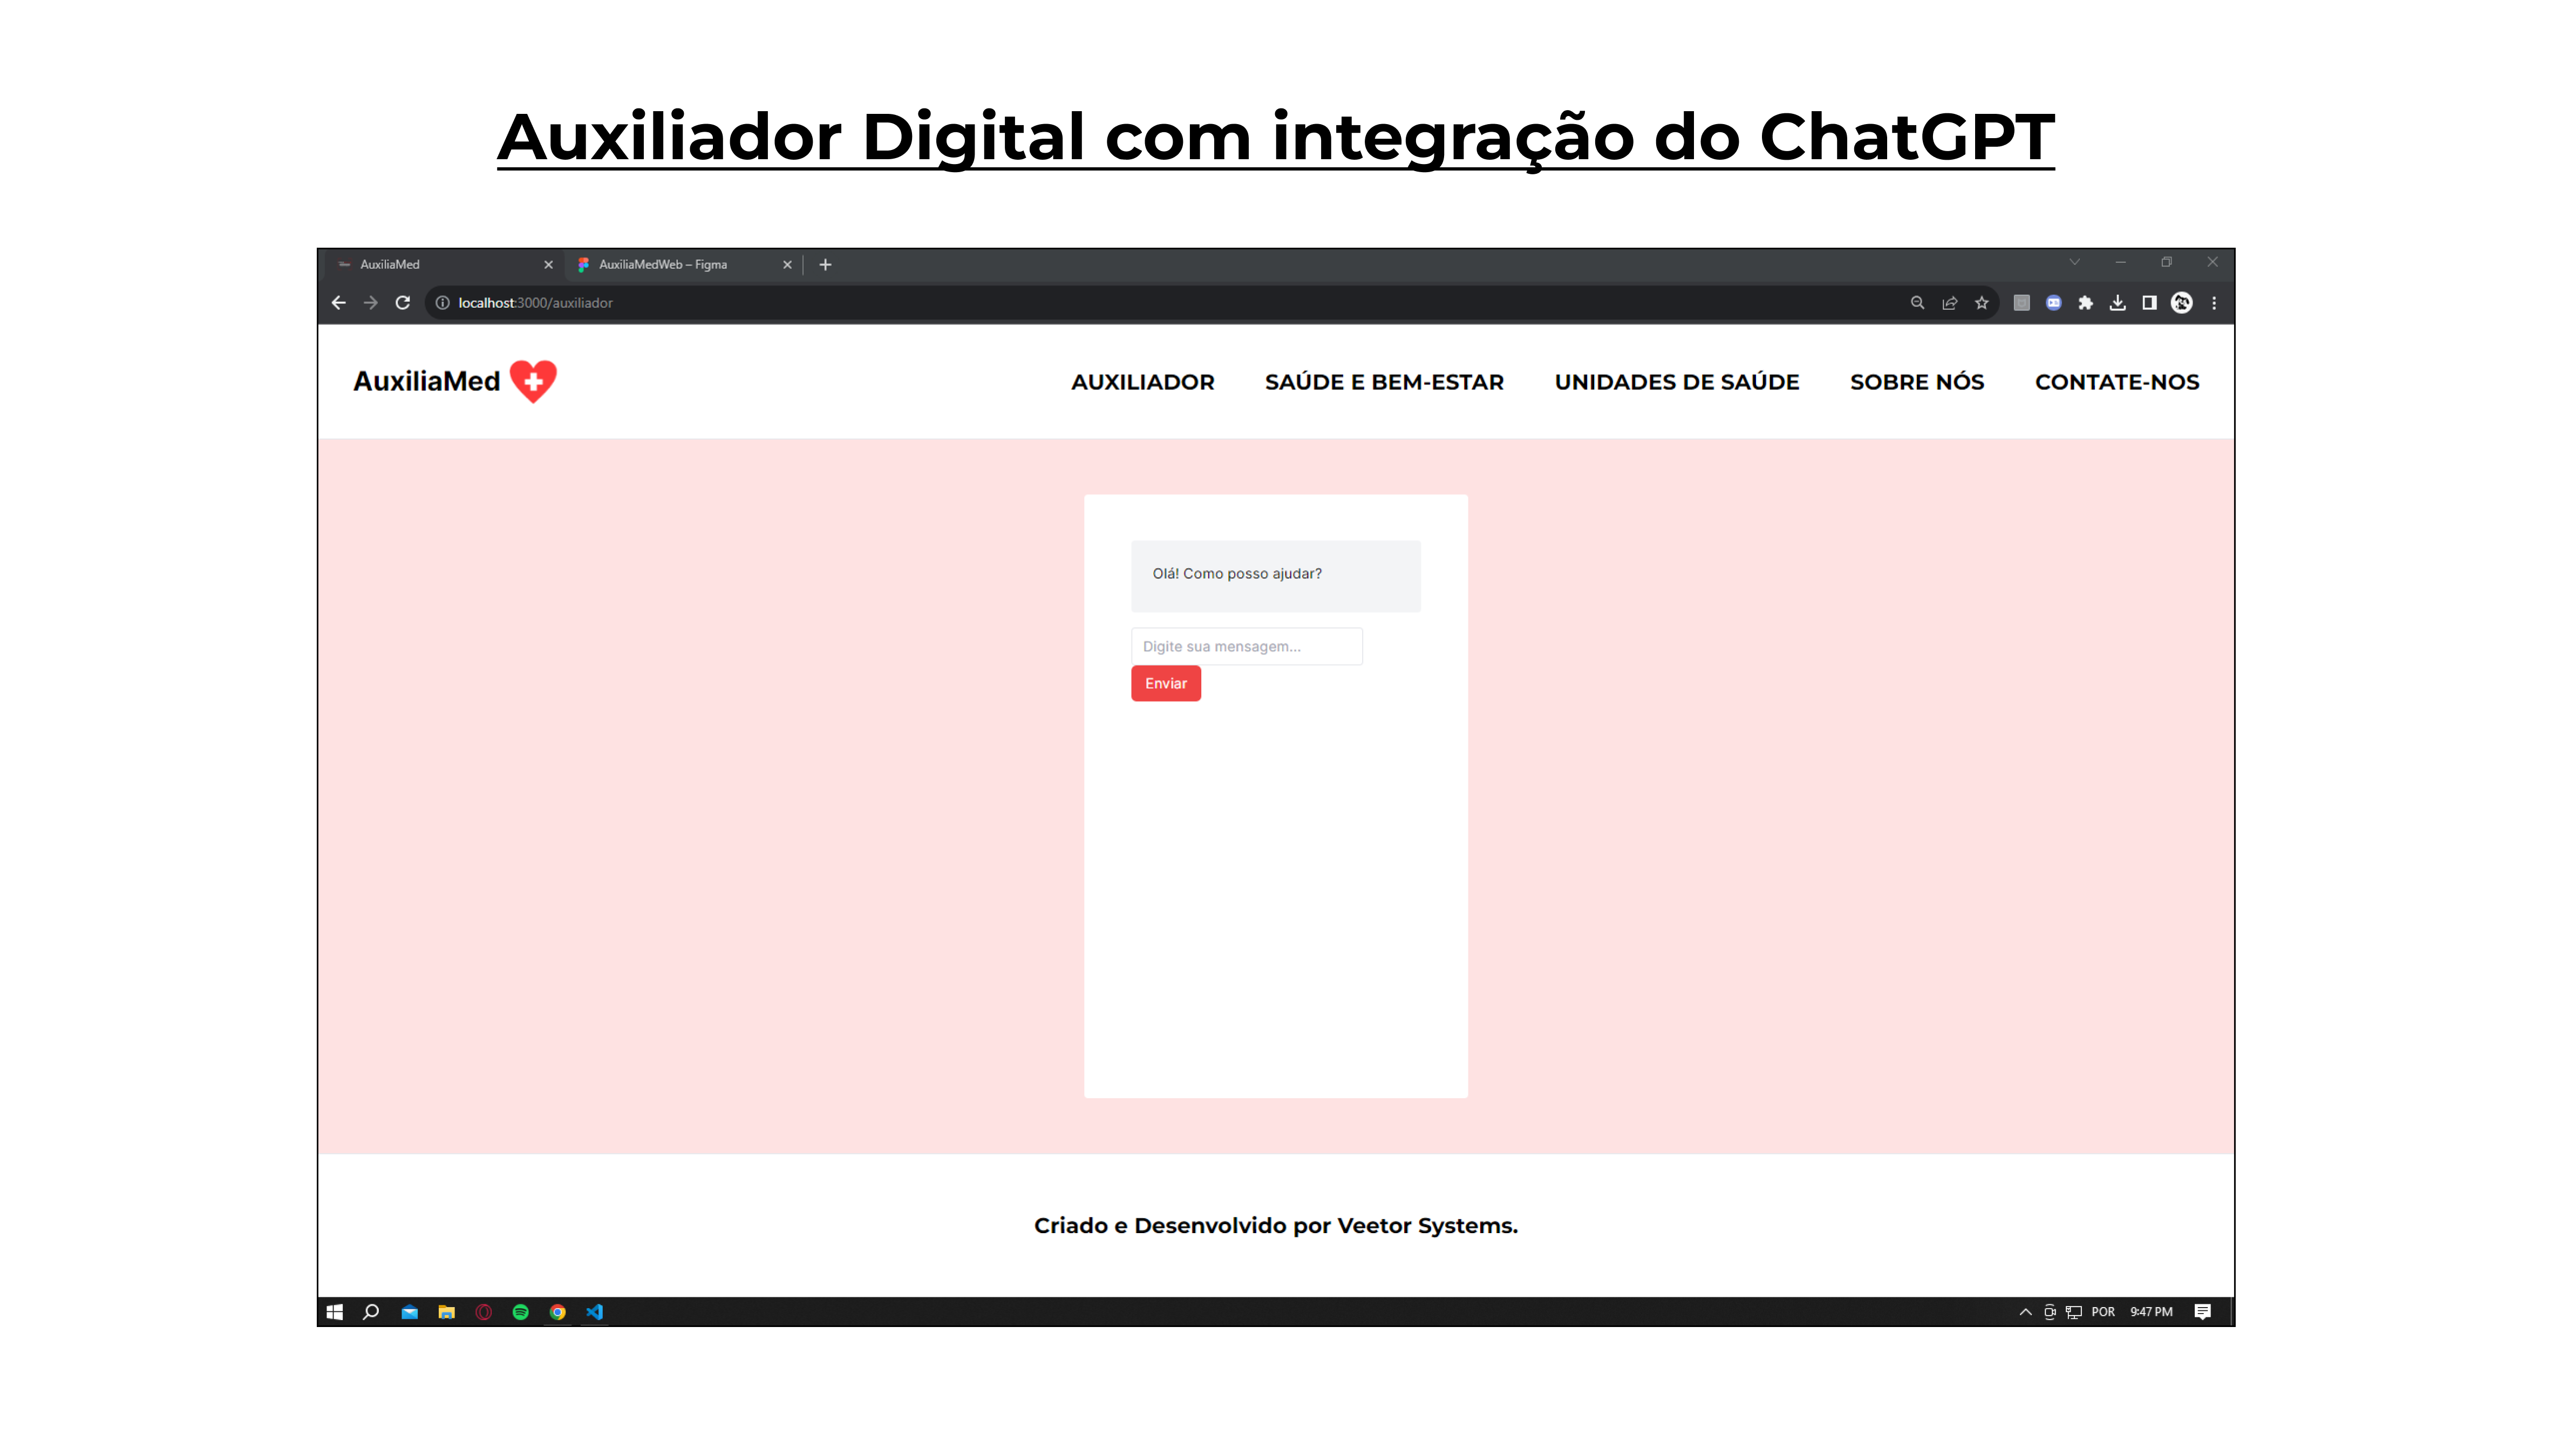 Auxiliador Digital com integração do ChatGPT
AuxiliaMed
AuxiliaMedWeb – Figma
localhost:3000/auxiliador
AuxiliaMed
AUXILIADOR
SAÚDE E BEM-ESTAR
UNIDADES DE SAÚDE
SOBRE NÓS
CONTATE-NOS
Olá! Como posso ajudar?
Digite sua mensagem...
Enviar
Criado e Desenvolvido por Veetor Systems.
POR
9:47 PM